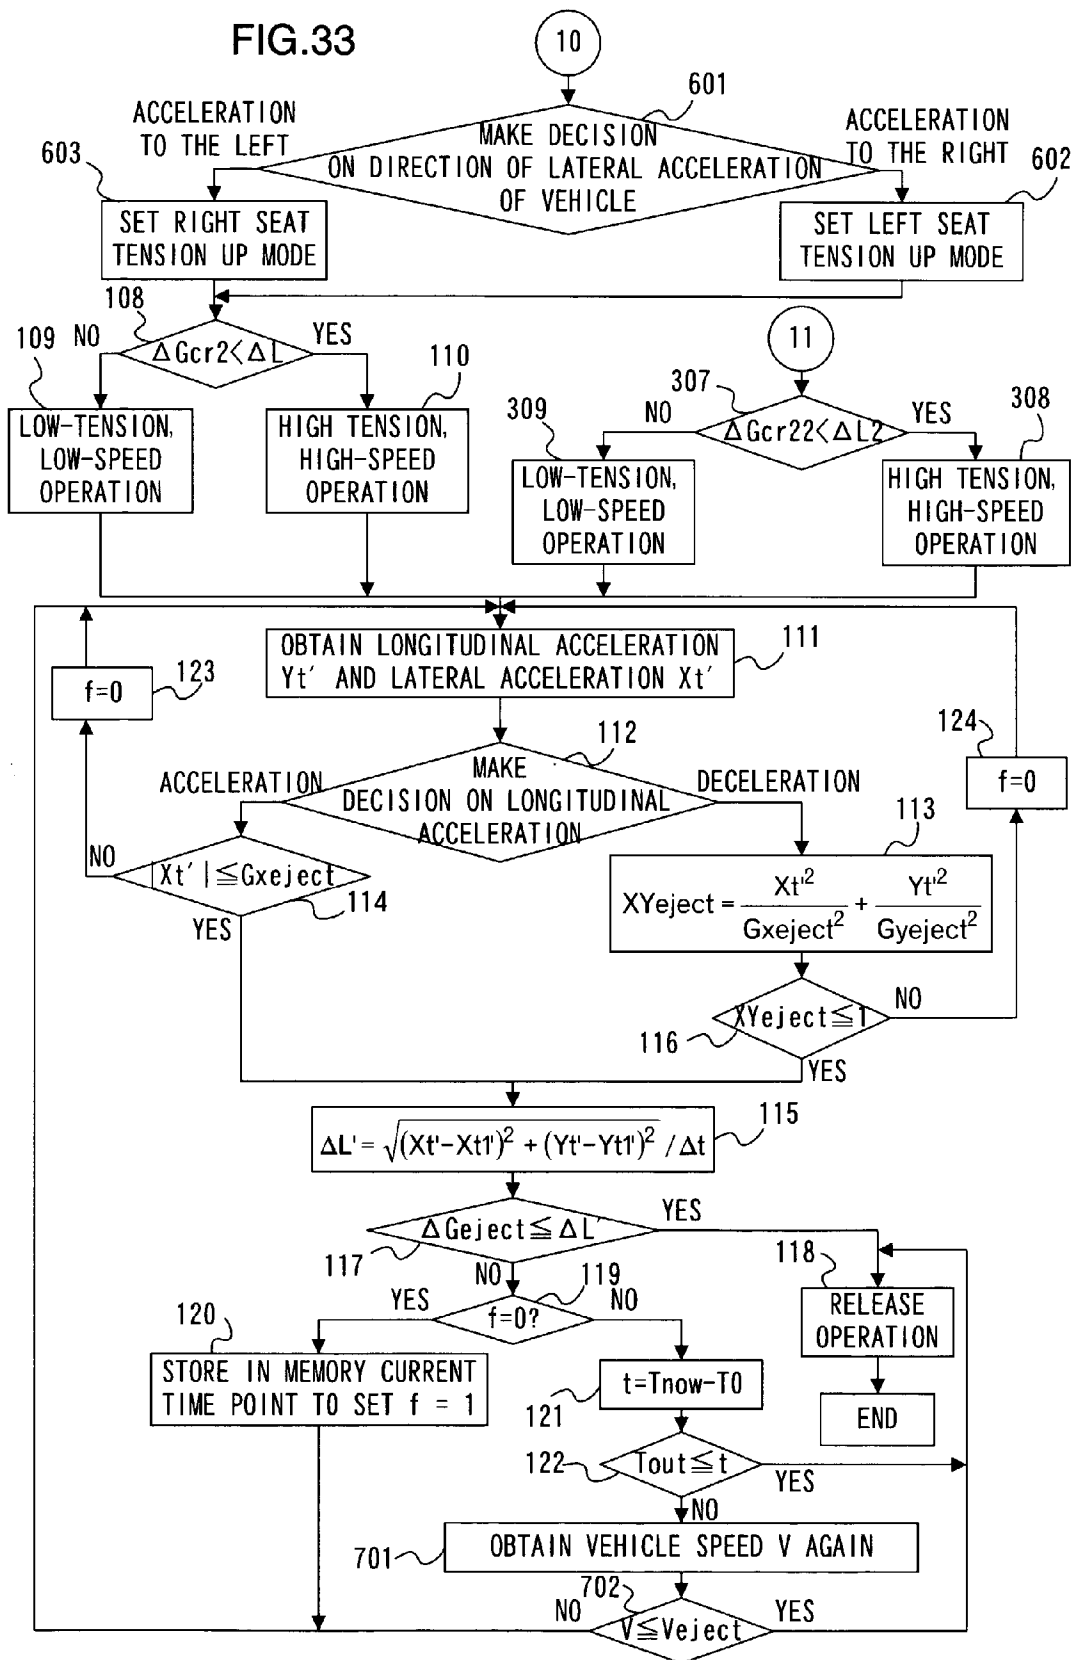 FIG.33
10
601
ACCELERATION
TO THE LEFT
MAKE DECISION
ON DIRECTION OF LATERAL ACCELERATION
OF VEHICLE
ACCELERATION
TO THE RIGHT
603
602
SET RIGHT SEAT
TENSION UP MODE
SET LEFT SEAT
TENSION UP MODE
108
109
NO
YES
ΔGcr2<ΔL
110
11
307
LOW-TENSION,
LOW-SPEED
OPERATION
HIGH TENSION,
HIGH-SPEED
OPERATION
309
NO
YES
308
ΔGcr22<ΔL2
LOW-TENSION,
LOW-SPEED
OPERATION
HIGH TENSION,
HIGH-SPEED
OPERATION
OBTAIN LONGITUDINAL ACCELERATION
Yt' AND LATERAL ACCELERATION Xt'
111
123
f=0
112
124
f=0
ACCELERATION
MAKE
DECISION ON LONGITUDINAL
ACCELERATION
DECELERATION
113
NO
|Xt'|≦Gxeject
114
YES
XYeject = Xt'²/Gxeject² + Yt'²/Gyeject²
XYeject≦1
NO
116
YES
ΔL' = √(Xt'-Xt1')² + (Yt'-Yt1')² / Δt
115
ΔGeject≦ΔL'
YES
117
NO
118
119
120
YES
f=0?
NO
RELEASE
OPERATION
STORE IN MEMORY CURRENT
TIME POINT TO SET f = 1
t=Tnow-T0
121
END
122
Tout≦t
YES
NO
701
OBTAIN VEHICLE SPEED V AGAIN
702
NO
V≦Veject
YES